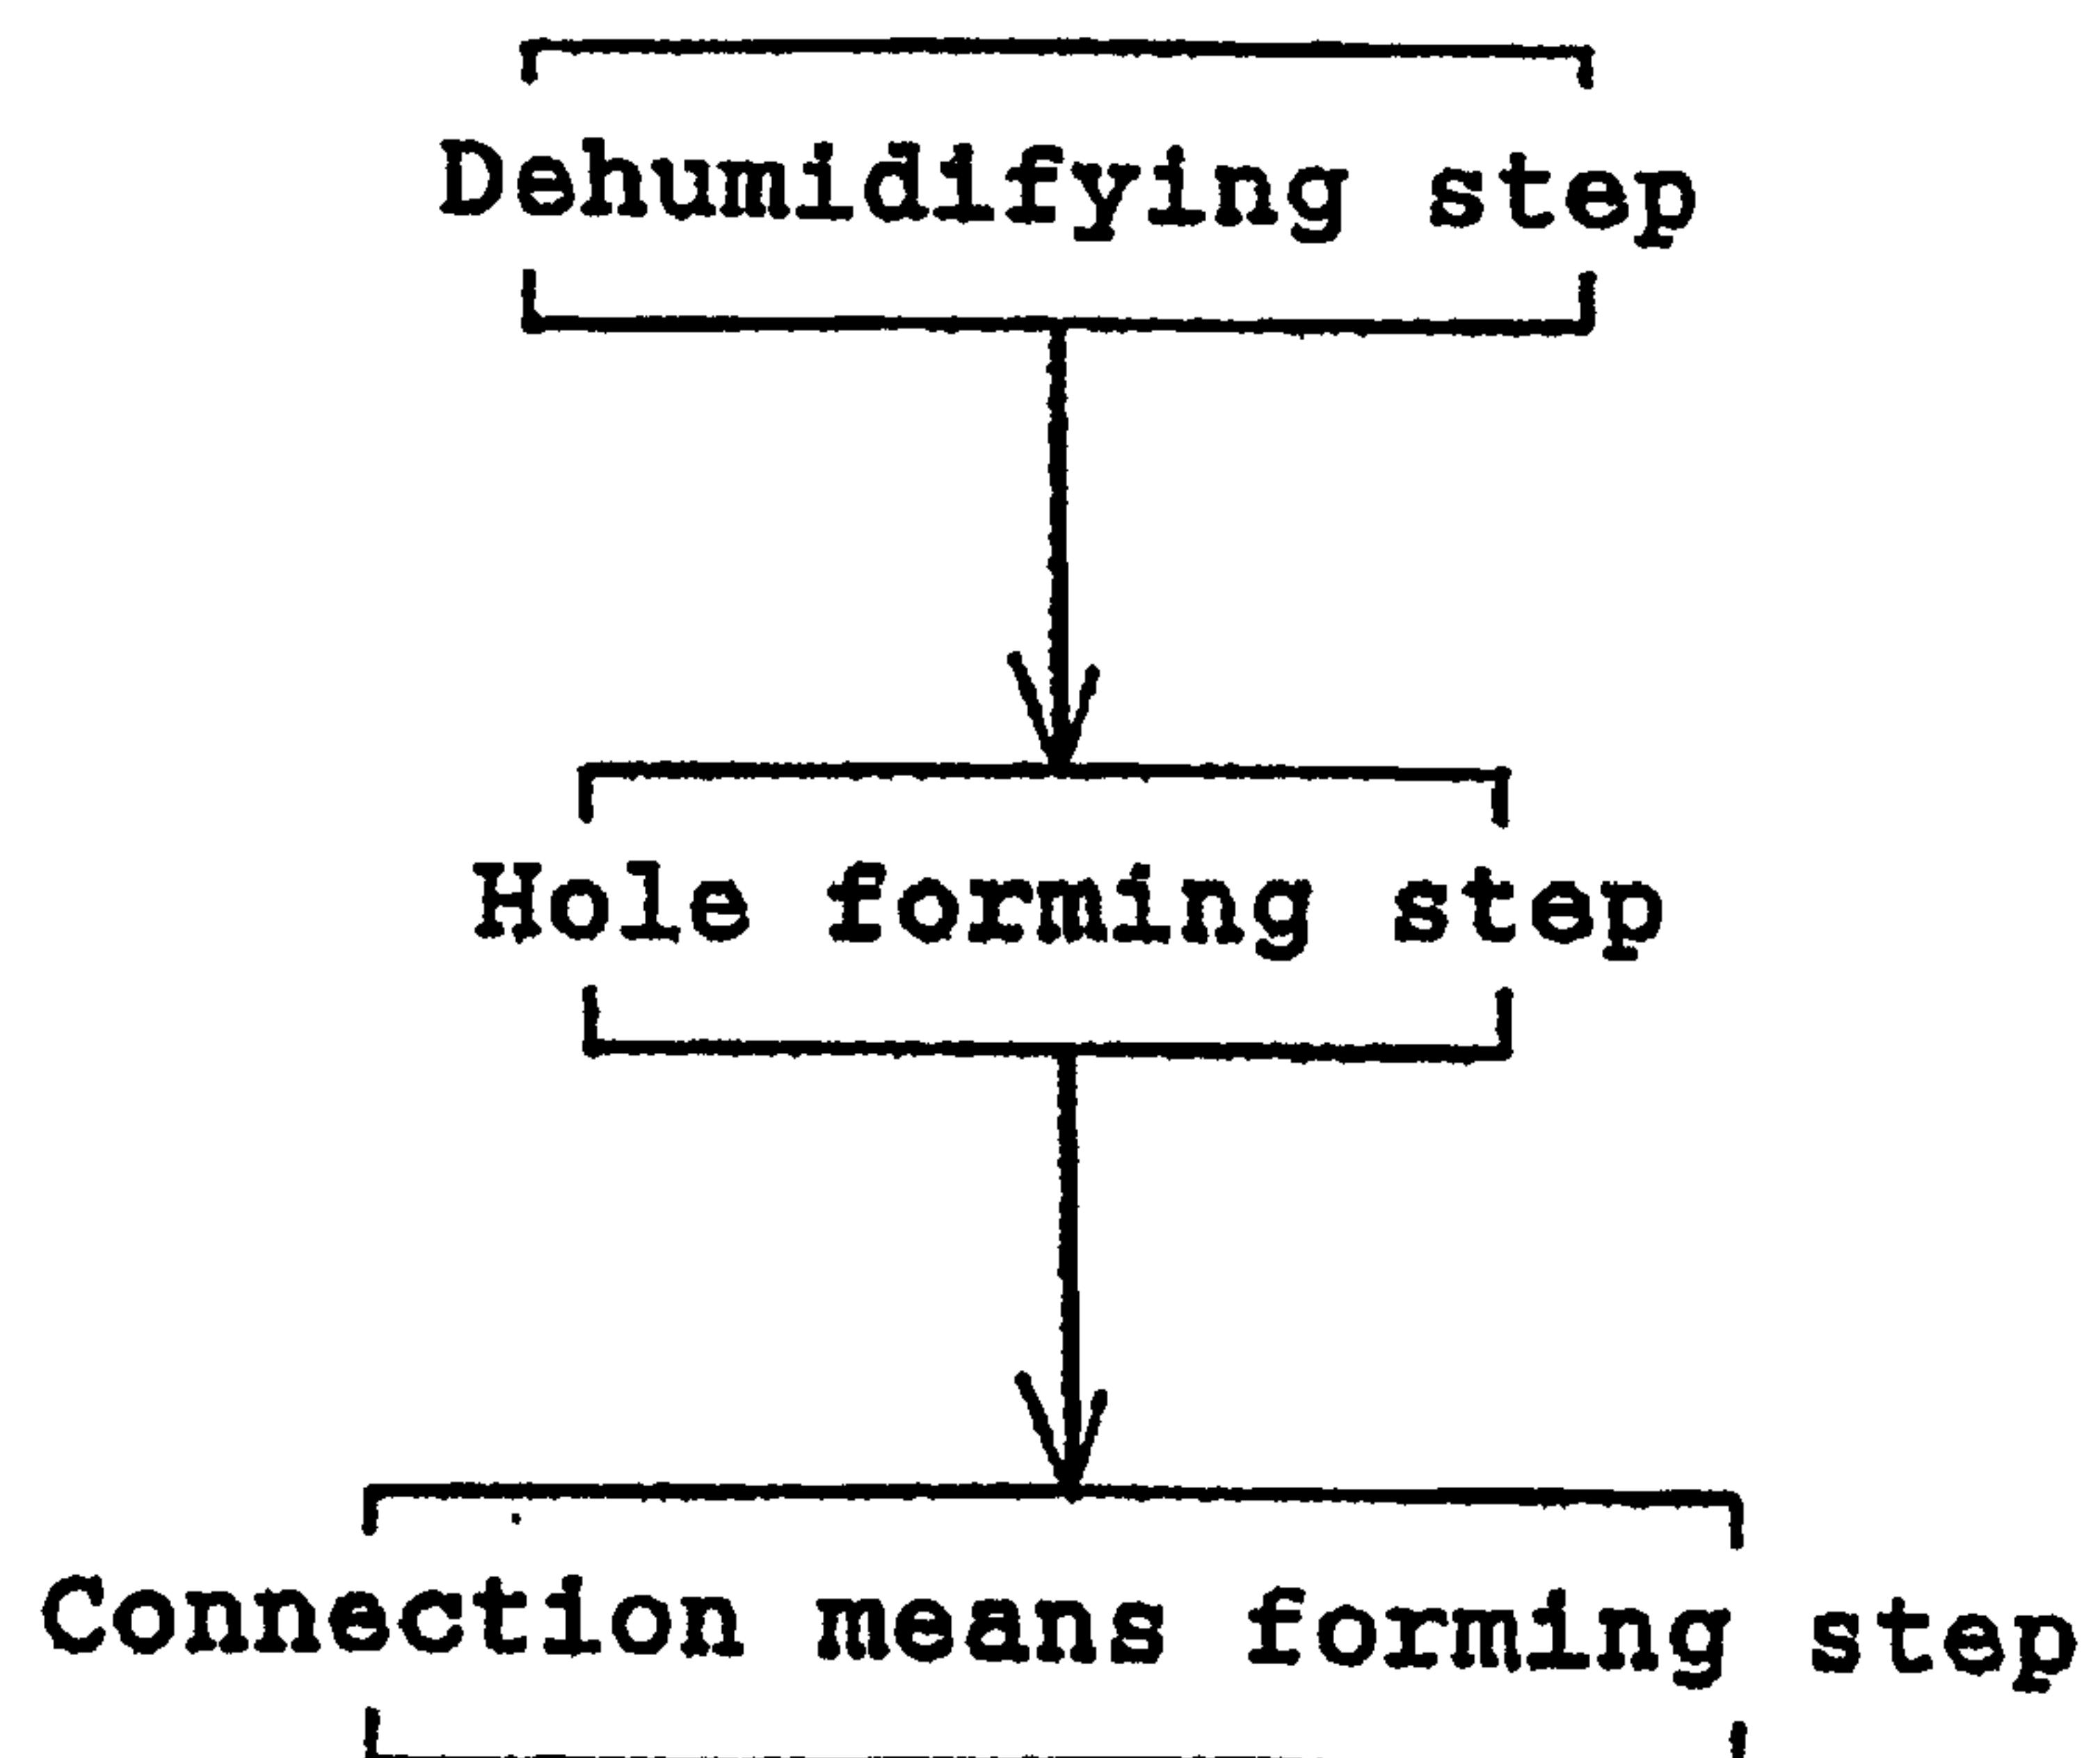 Dehumidifying step
Hole forming step
Connection means forming step